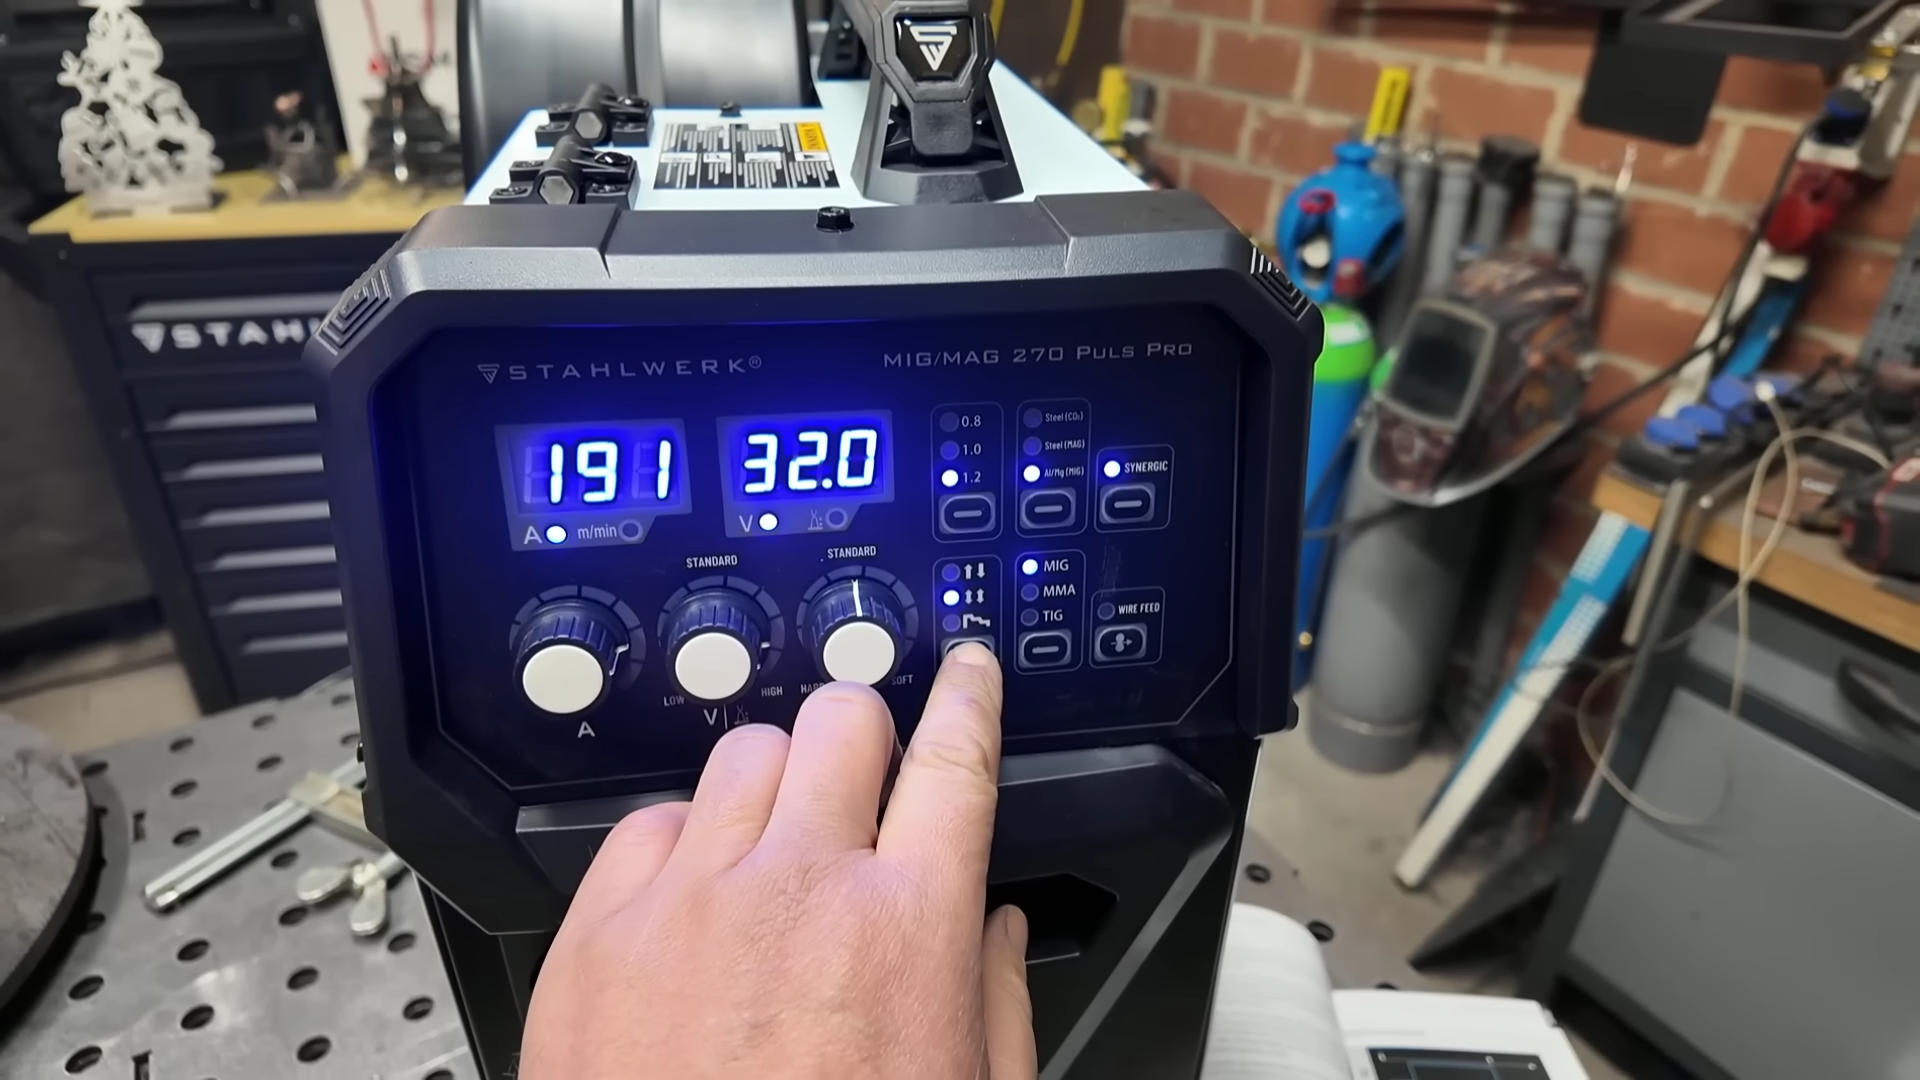 STAHL
STAHLWERK®
MIG/MAG 270 PULS PRO
191
32.0
A
m/min
V
0.8
1.0
1.2
Steel (CO₂)
Steel (MAG)
Al/Mg (MIG)
SYNERGIC
STANDARD
STANDARD
MIG
MMA
TIG
WIRE FEED
LOW
HIGH
HARD
SOFT
A
V